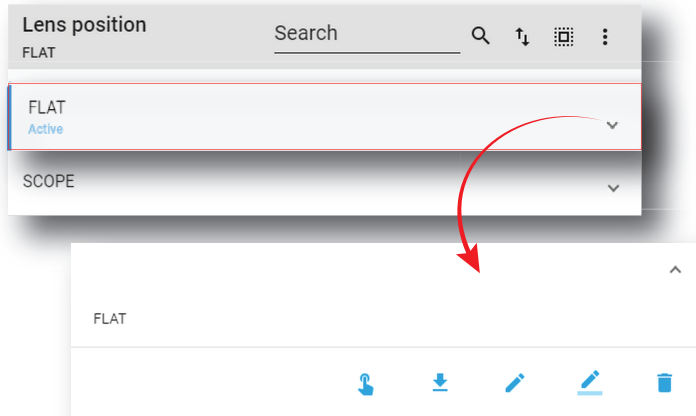 Lens position
FLAT
Search
FLAT
Active
SCOPE
FLAT